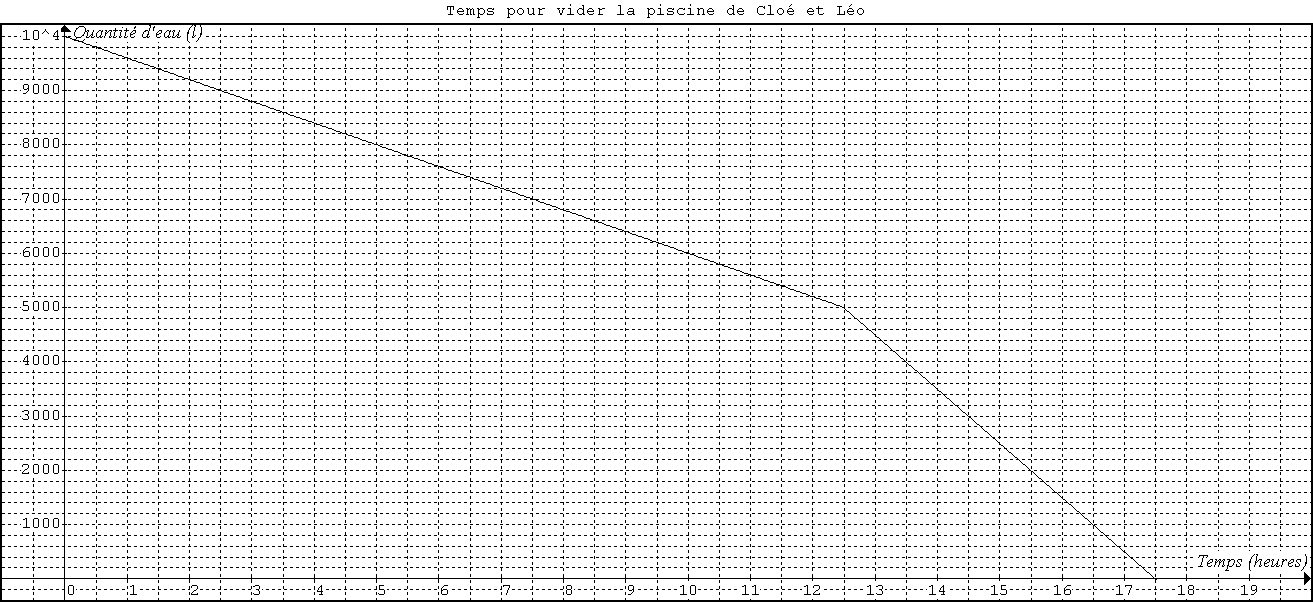 Temps pour vider la piscine de Cloé et Léo
10^4 Quantité d'eau (l)
9000
8000
7000
6000
5000
4000
3000
2000
1000
Temps (heures)
0 1 2 3 4 5 6 7 8 9 10 11 12 13 14 15 16 17 18 19